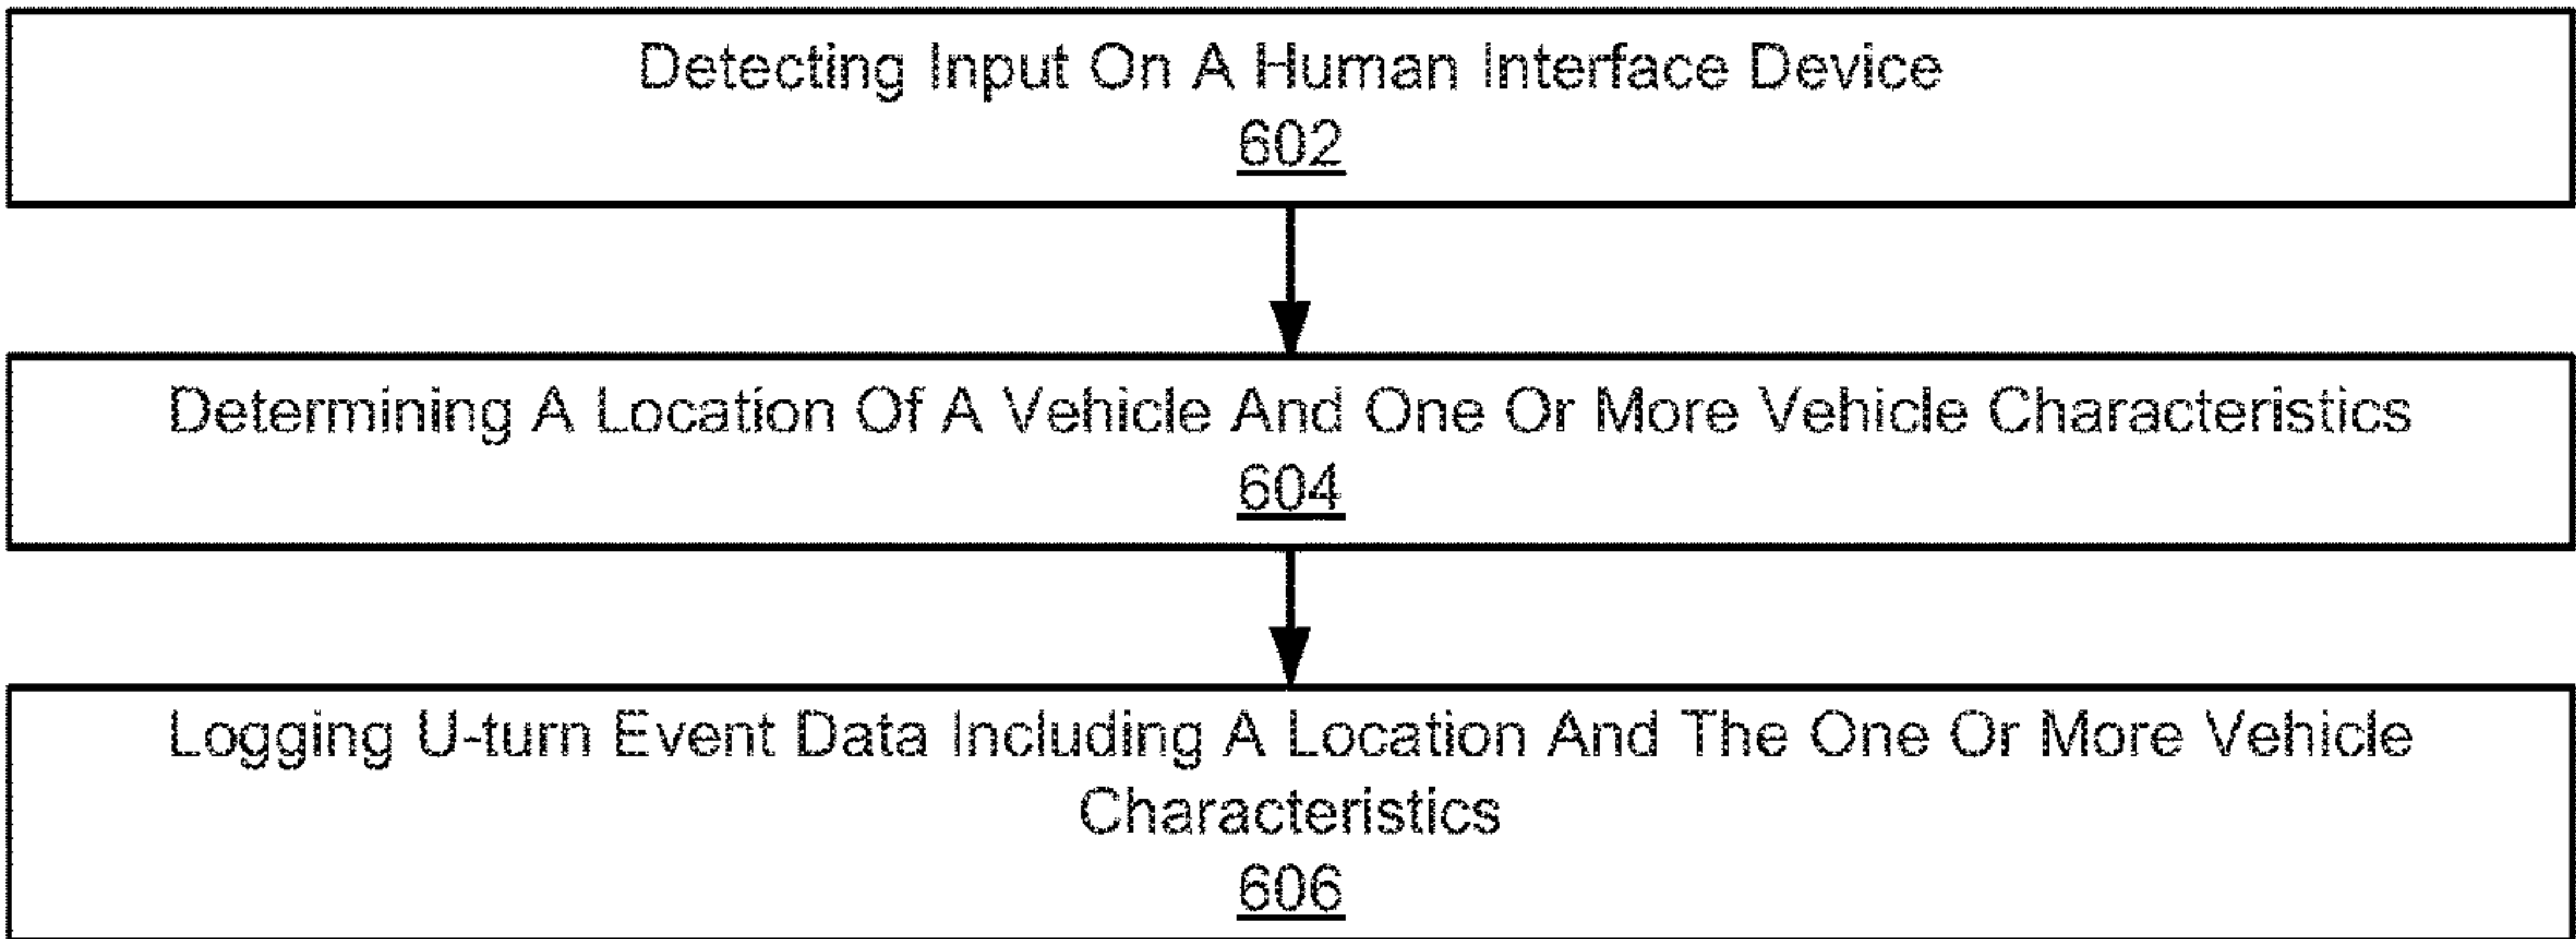 Detecting Input On A Human Interface Device
602
Determining A Location Of A Vehicle And One Or More Vehicle Characteristics
604
Logging U-turn Event Data Including A Location And The One Or More Vehicle
Characteristics
606